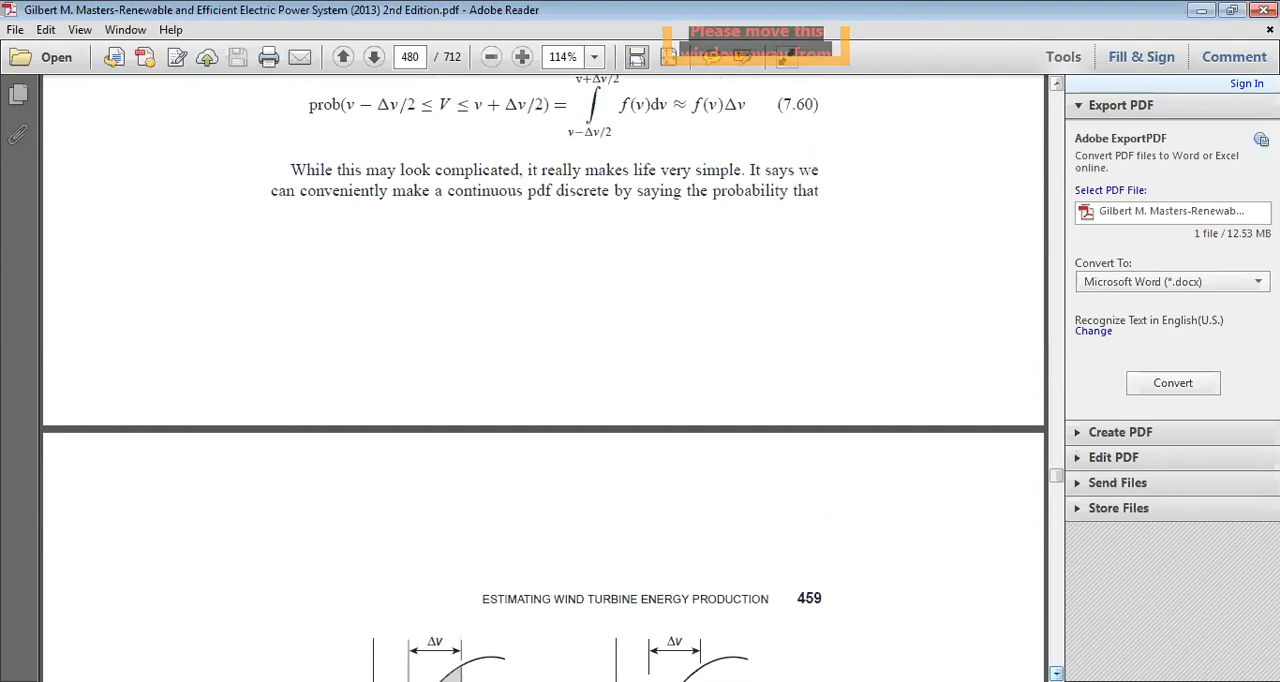 Gilbert M. Masters-Renewable and Efficient Electric Power System (2013) 2nd Edition.pdf - Adobe Reader
File Edit View Window Help
Please move this
window away from
Open 480 / 712 114% Tools Fill & Sign Comment
Sign In
v+Δv/2
prob(v − Δv/2 ≤ V ≤ v + Δv/2) = ∫ f(v)dv ≈ f(v)Δv (7.60)
v−Δv/2
While this may look complicated, it really makes life very simple. It says we
can conveniently make a continuous pdf discrete by saying the probability that
ESTIMATING WIND TURBINE ENERGY PRODUCTION 459
Δv Δv
Export PDF
Adobe ExportPDF
Convert PDF files to Word or Excel
online.
Select PDF File:
Gilbert M. Masters-Renewab...
1 file / 12.53 MB
Convert To:
Microsoft Word (*.docx)
Recognize Text in English(U.S.)
Change
Convert
Create PDF
Edit PDF
Send Files
Store Files